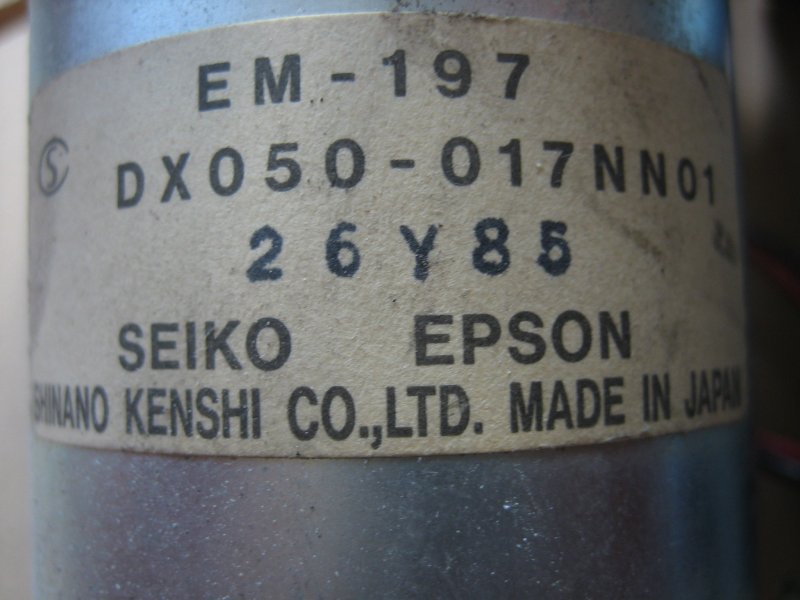 EM-197
DX050-017NN01
26Y85
SEIKO EPSON
SHINANO KENSHI CO.,LTD. MADE IN JAPAN